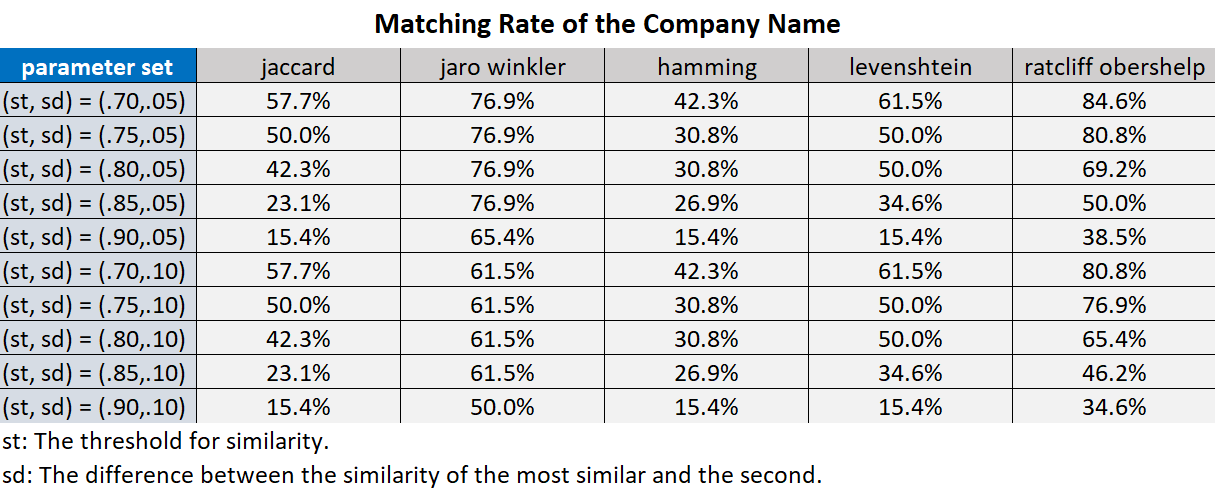 Matching Rate of the Company Name
parameter set jaccard jaro winkler hamming levenshtein ratcliff obershelp
(st, sd) = (.70,.05) 57.7% 76.9% 42.3% 61.5% 84.6%
(st, sd) = (.75,.05) 50.0% 76.9% 30.8% 50.0% 80.8%
(st, sd) = (.80,.05) 42.3% 76.9% 30.8% 50.0% 69.2%
(st, sd) = (.85,.05) 23.1% 76.9% 26.9% 34.6% 50.0%
(st, sd) = (.90,.05) 15.4% 65.4% 15.4% 15.4% 38.5%
(st, sd) = (.70,.10) 57.7% 61.5% 42.3% 61.5% 80.8%
(st, sd) = (.75,.10) 50.0% 61.5% 30.8% 50.0% 76.9%
(st, sd) = (.80,.10) 42.3% 61.5% 30.8% 50.0% 65.4%
(st, sd) = (.85,.10) 23.1% 61.5% 26.9% 34.6% 46.2%
(st, sd) = (.90,.10) 15.4% 50.0% 15.4% 15.4% 34.6%
st: The threshold for similarity.
sd: The difference between the similarity of the most similar and the second.